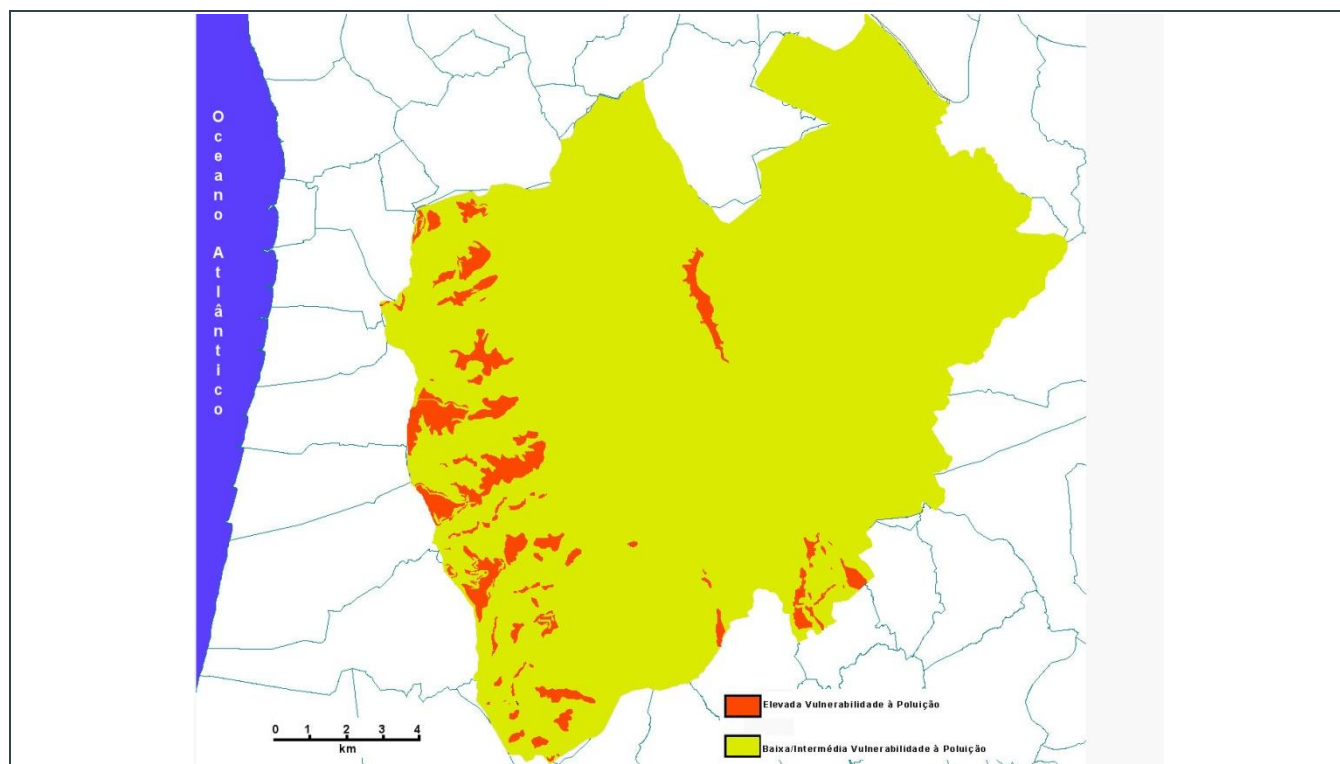 Oceano Atlântico
Elevada Vulnerabilidade à Poluição
0 1 2 3 4
km
Baixa/Intermédia Vulnerabilidade à Poluição